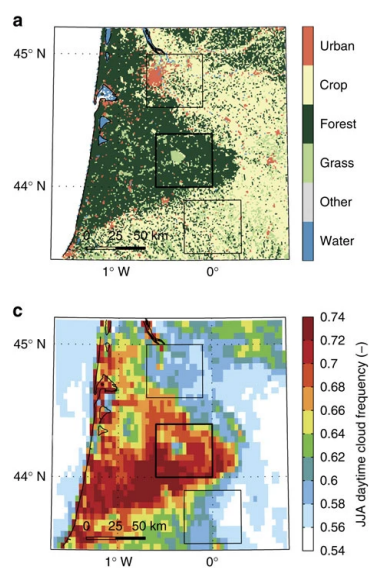 a
45° N
44° N
0 25 50 km
1° W
0°
Urban
Crop
Forest
Grass
Other
Water
c
45° N
44° N
0 25 50 km
1° W
0°
0.74
0.72
0.7
0.68
0.66
0.64
0.62
0.6
0.58
0.56
0.54
JJA daytime cloud frequency (–)